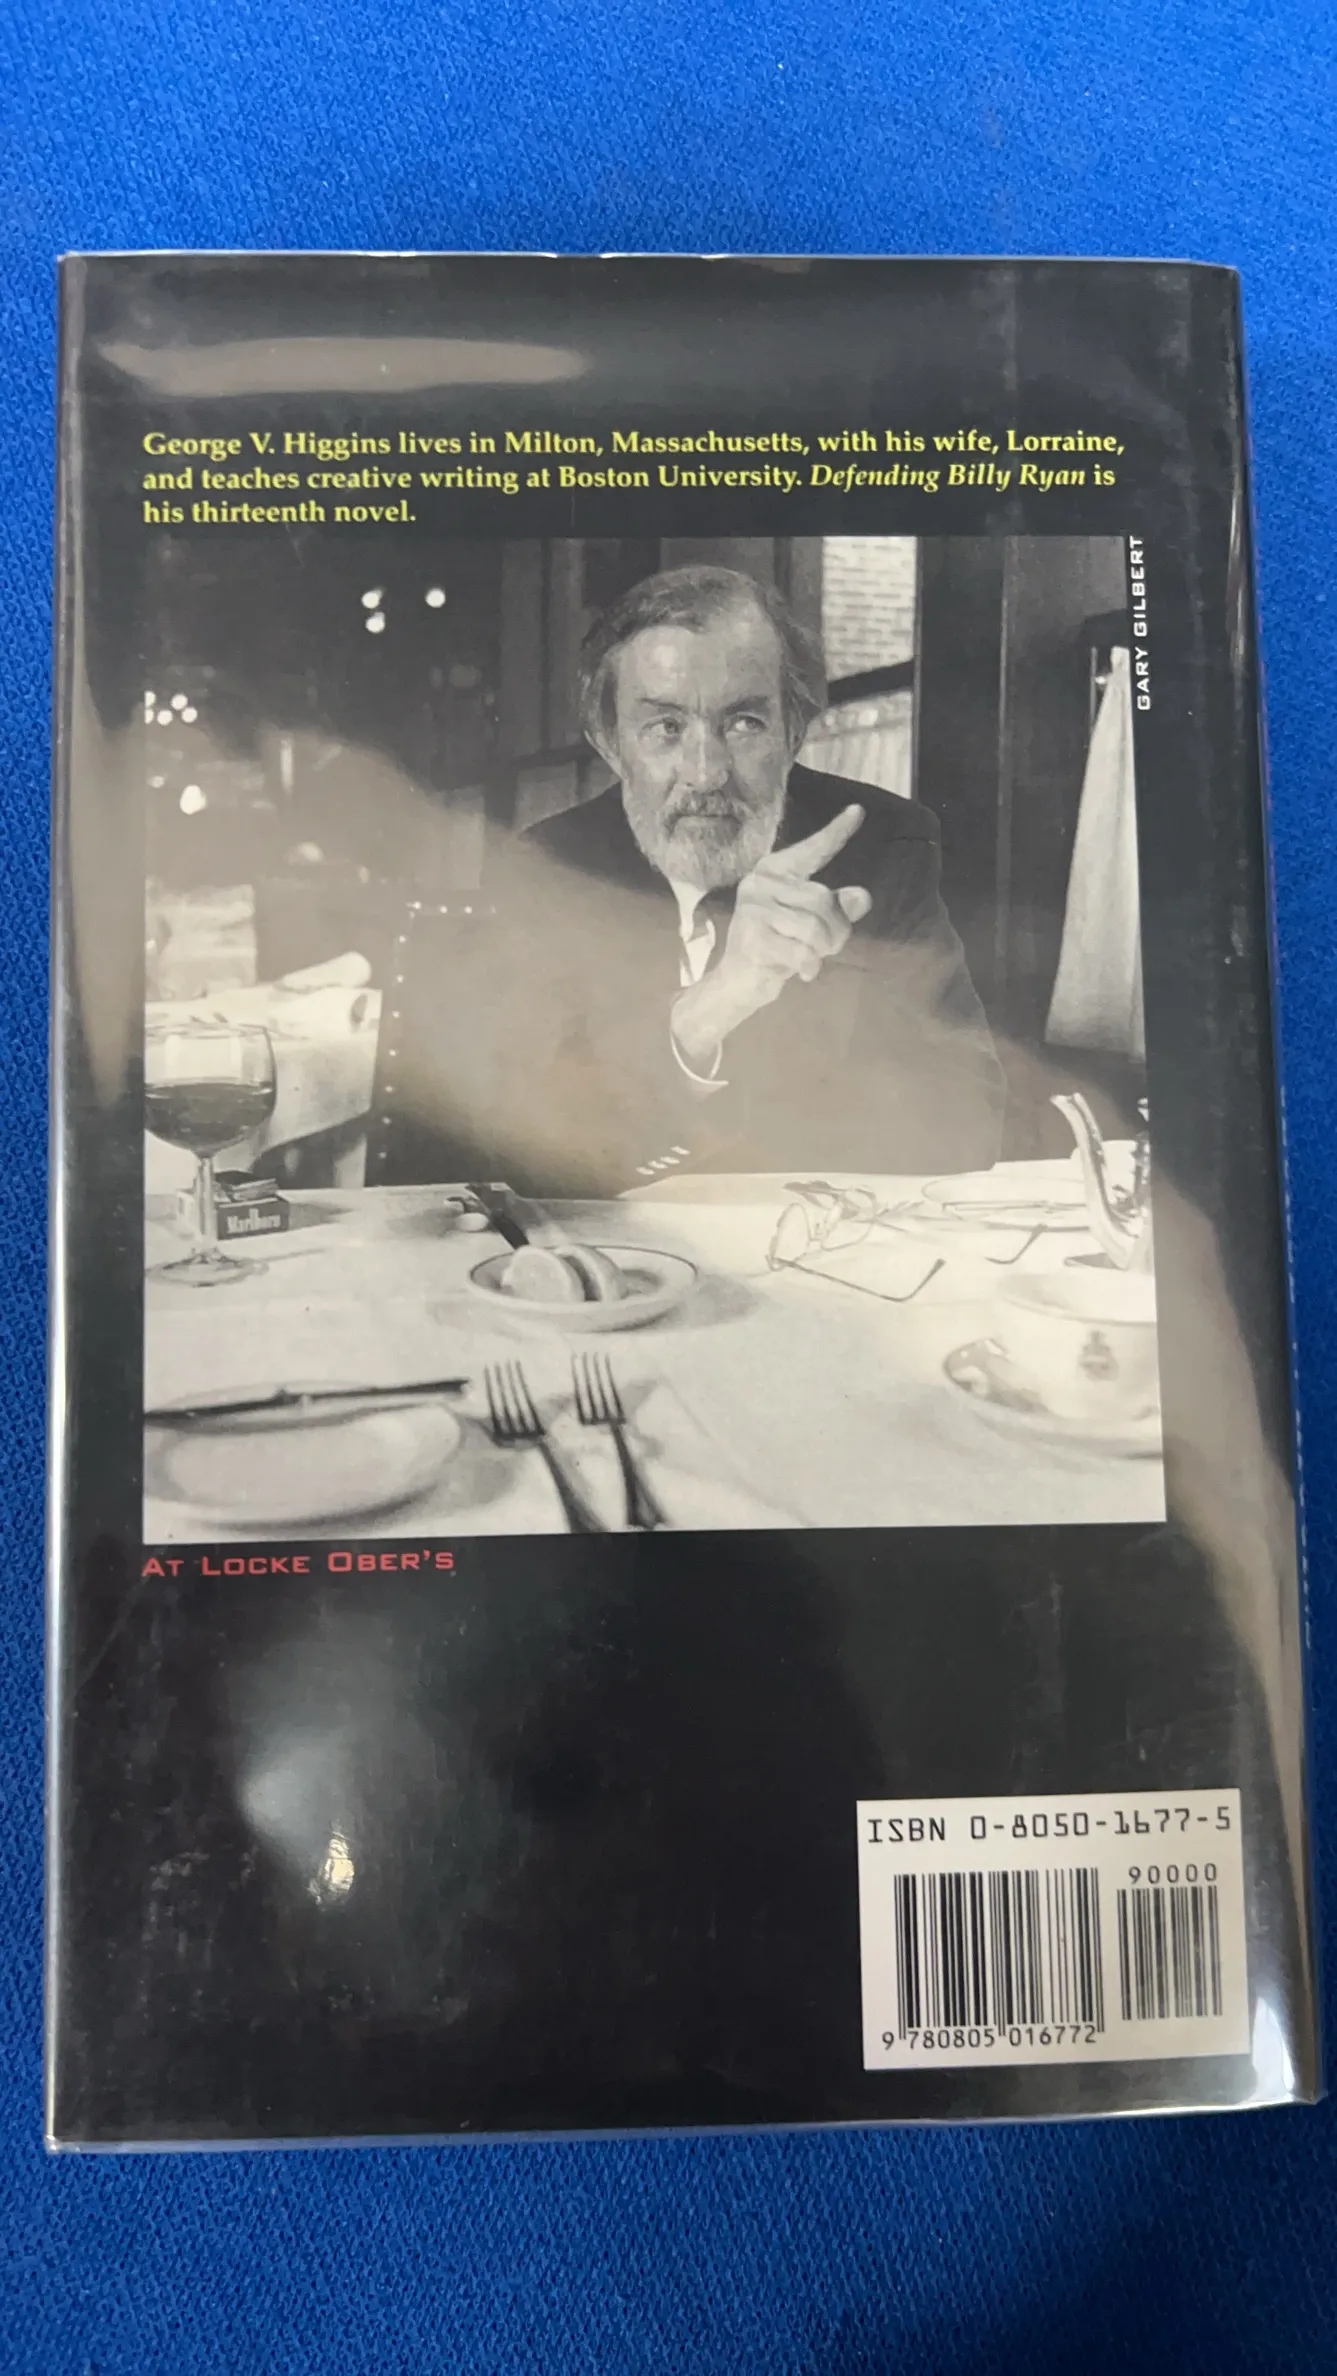 George V. Higgins lives in Milton, Massachusetts, with his wife, Lorraine,
and teaches creative writing at Boston University. Defending Billy Ryan is
his thirteenth novel.
GARY GILBERT
Marlboro
AT LOCKE OBER'S
ISBN 0-8050-1677-5
90000
9 780805 016772